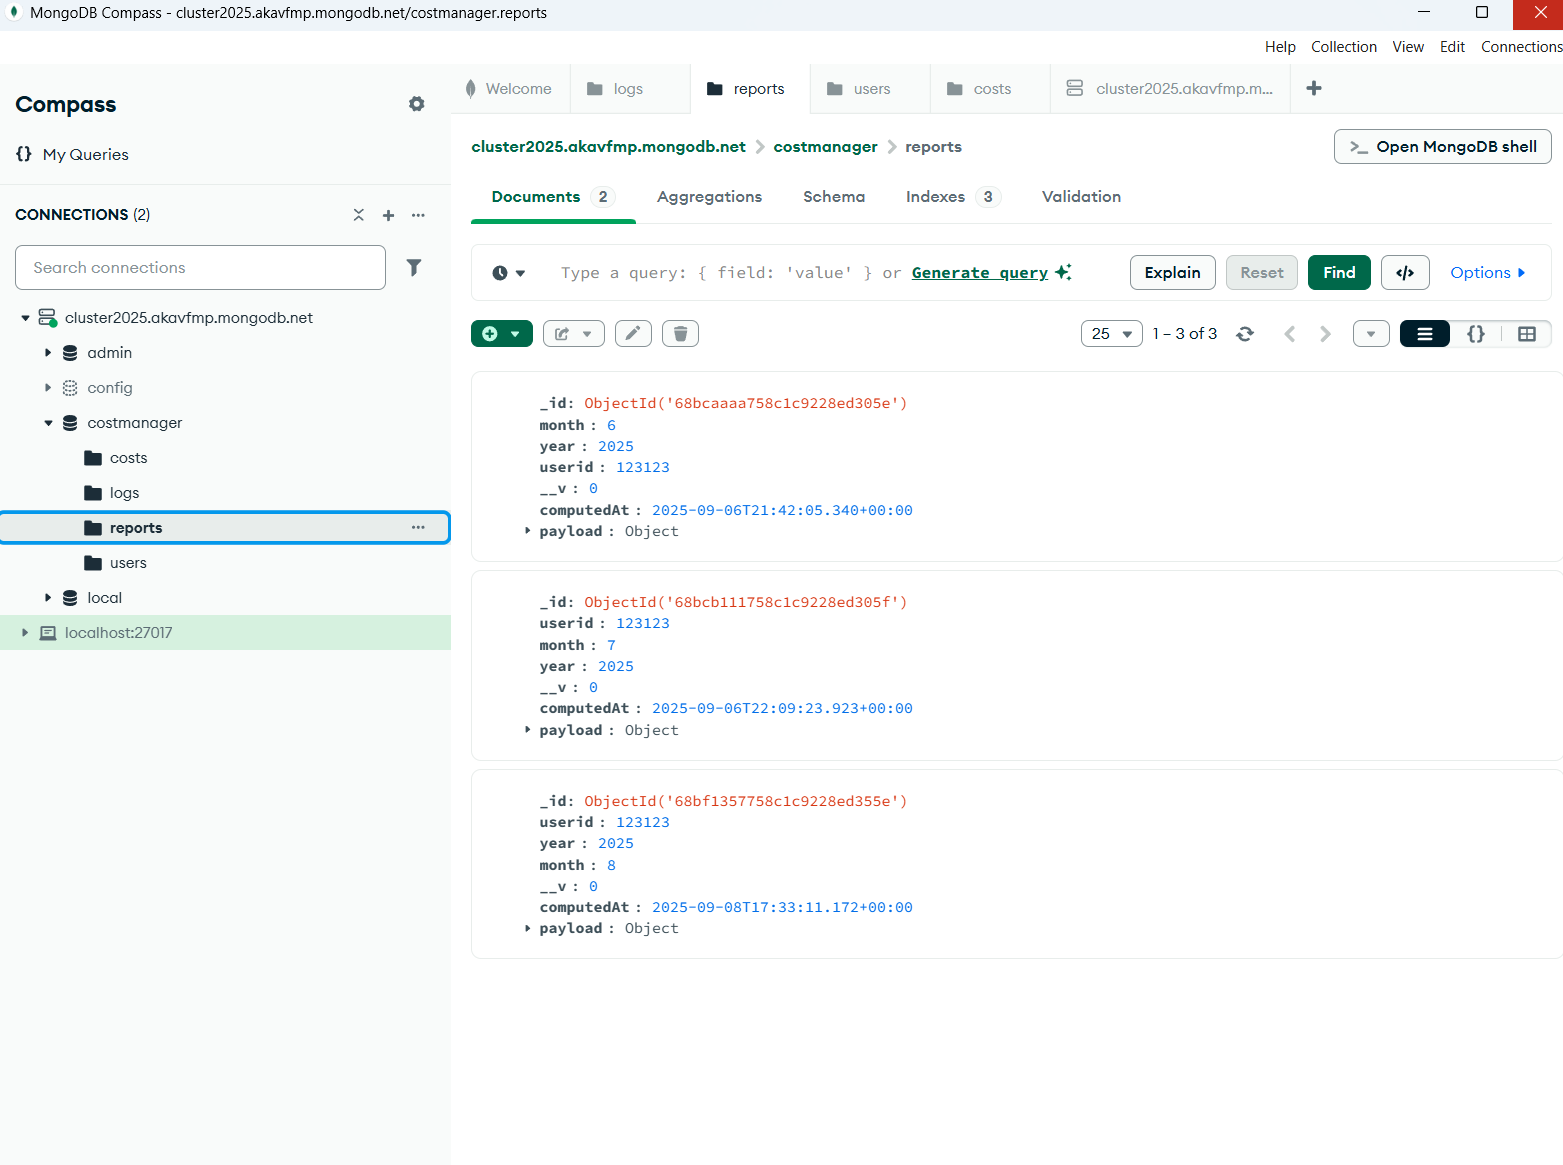 MongoDB Compass - cluster2025.akavfmp.mongodb.net/costmanager.reports
Help Collection View Edit Connections
Compass
My Queries
CONNECTIONS (2)
Search connections
cluster2025.akavfmp.mongodb.net
admin
config
costmanager
costs
logs
reports
users
local
localhost:27017
Welcome
logs
reports
users
costs
cluster2025.akavfmp.m...
cluster2025.akavfmp.mongodb.net > costmanager > reports
>_ Open MongoDB shell
Documents 2 Aggregations Schema Indexes 3 Validation
Type a query: { field: 'value' } or Generate query
Explain Reset Find </> Options
25 1 – 3 of 3
_id: ObjectId('68bcaaaa758c1c9228ed305e')
month : 6
year : 2025
userid : 123123
__v : 0
computedAt : 2025-09-06T21:42:05.340+00:00
payload : Object
_id: ObjectId('68bcb111758c1c9228ed305f')
userid : 123123
month : 7
year : 2025
__v : 0
computedAt : 2025-09-06T22:09:23.923+00:00
payload : Object
_id: ObjectId('68bf1357758c1c9228ed355e')
userid : 123123
year : 2025
month : 8
__v : 0
computedAt : 2025-09-08T17:33:11.172+00:00
payload : Object